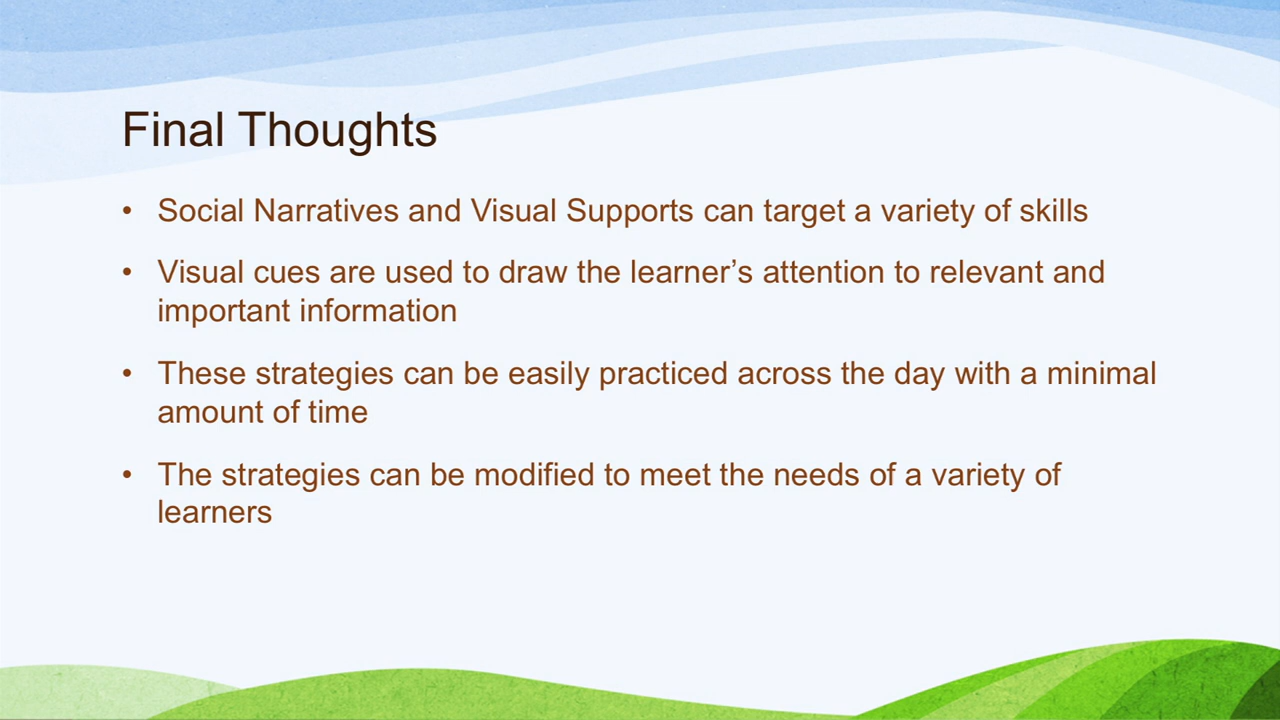 Final Thoughts
• Social Narratives and Visual Supports can target a variety of skills
• Visual cues are used to draw the learner’s attention to relevant and
important information
• These strategies can be easily practiced across the day with a minimal
amount of time
• The strategies can be modified to meet the needs of a variety of
learners